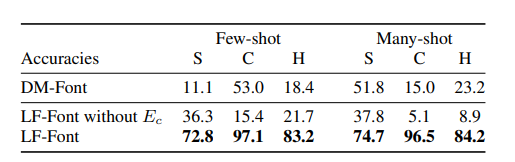 Few-shot Many-shot
Accuracies S C H S C H
DM-Font 11.1 53.0 18.4 51.8 15.0 23.2
LF-Font without E_c 36.3 15.4 21.7 37.8 5.1 8.9
LF-Font 72.8 97.1 83.2 74.7 96.5 84.2